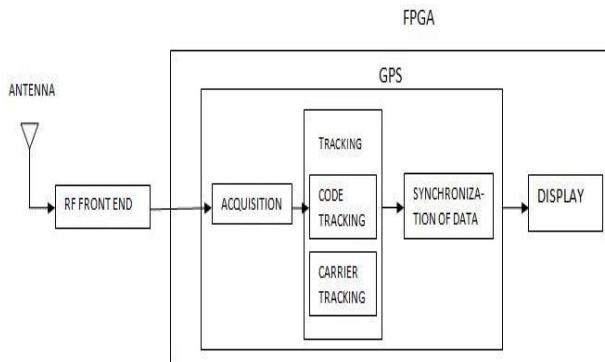 FPGA
GPS
ANTENNA
TRACKING
RF FRONT END
ACQUISITION
CODE
TRACKING
SYNCHRONIZA-
TION OF DATA
DISPLAY
CARRIER
TRACKING